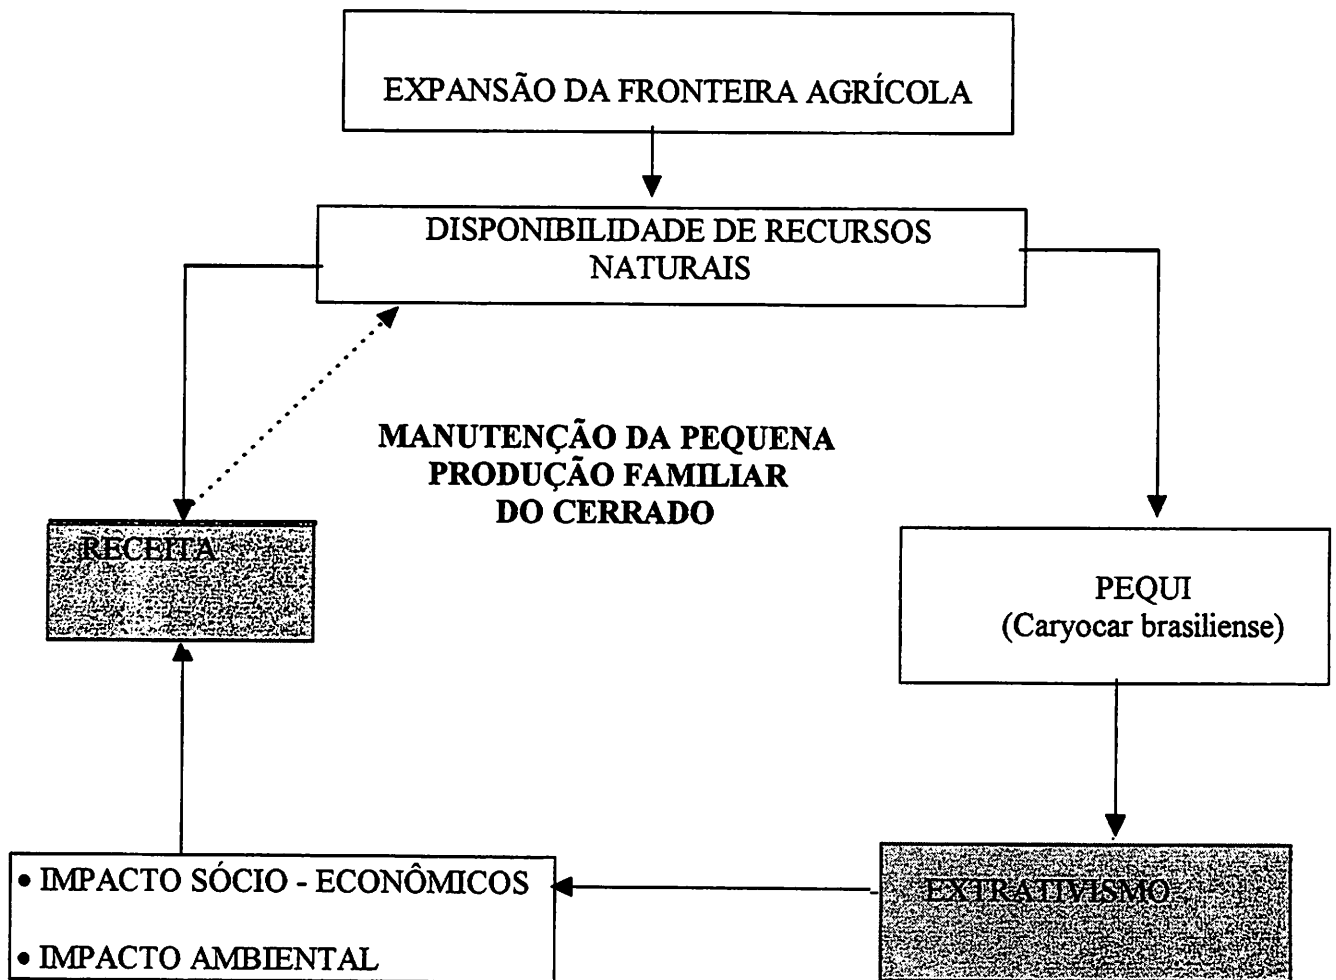 EXPANSÃO DA FRONTEIRA AGRÍCOLA
DISPONIBILIDADE DE RECURSOS
NATURAIS
MANUTENÇÃO DA PEQUENA
PRODUÇÃO FAMILIAR
DO CERRADO
RECEITA
PEQUI
(Caryocar brasiliense)
• IMPACTO SÓCIO - ECONÔMICOS
• IMPACTO AMBIENTAL
EXTRATIVISMO